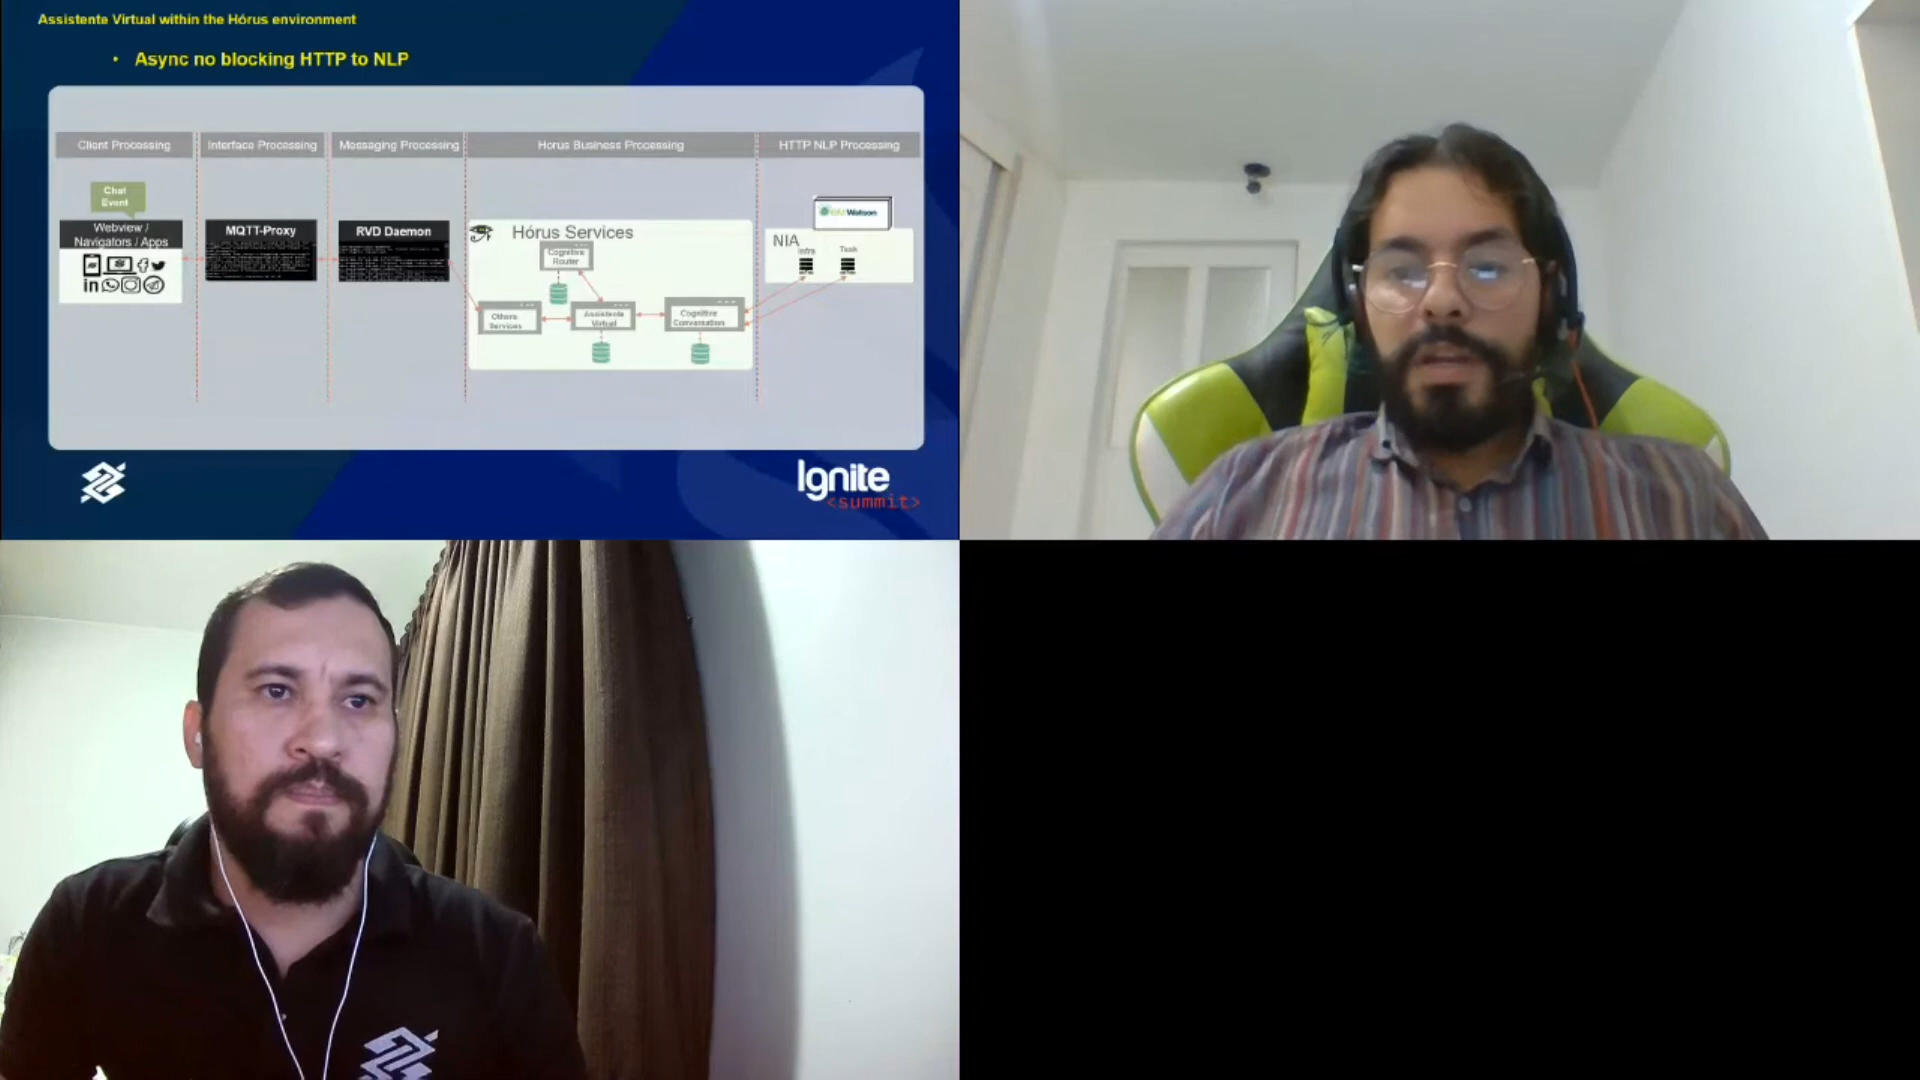 Assistente Virtual within the Hórus environment
• Async no blocking HTTP to NLP
Client Processing
Interface Processing
Messaging Processing
Horus Business Processing
HTTP NLP Processing
Chat
Event
Webview /
Navigators / Apps
MQTT-Proxy
RVD Daemon
Hórus Services
Cognitive
Router
Others
Services
Assistente
Virtual
Cognitive
Conversation
IBM Watson
NIA
Infra
Task
Ignite
<summit>